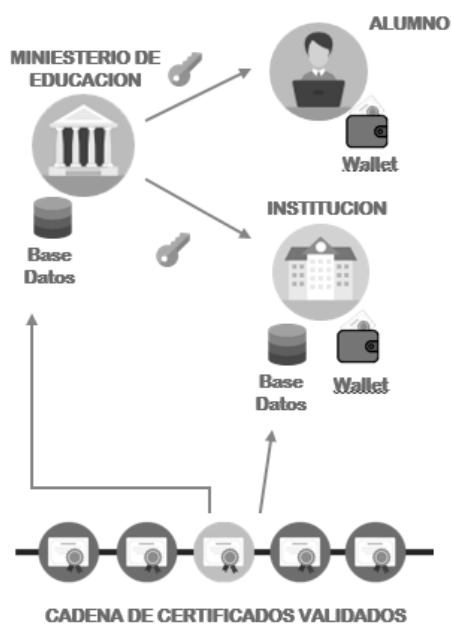 ALUMNO
MINIESTERIO DE
EDUCACION
Wallet
INSTITUCION
Base
Datos
Base
Datos
Wallet
CADENA DE CERTIFICADOS VALIDADOS